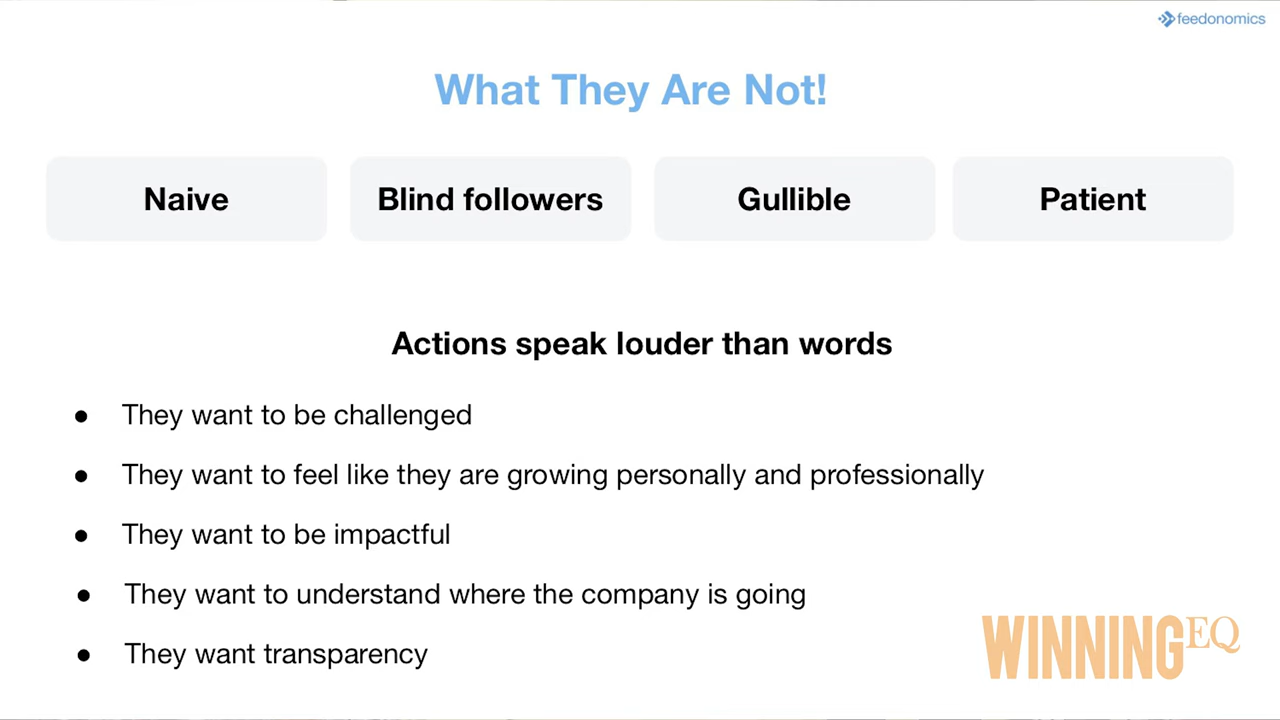 feedonomics
What They Are Not!
Naive
Blind followers
Gullible
Patient
Actions speak louder than words
● They want to be challenged
● They want to feel like they are growing personally and professionally
● They want to be impactful
● They want to understand where the company is going
● They want transparency
WINNING EQ